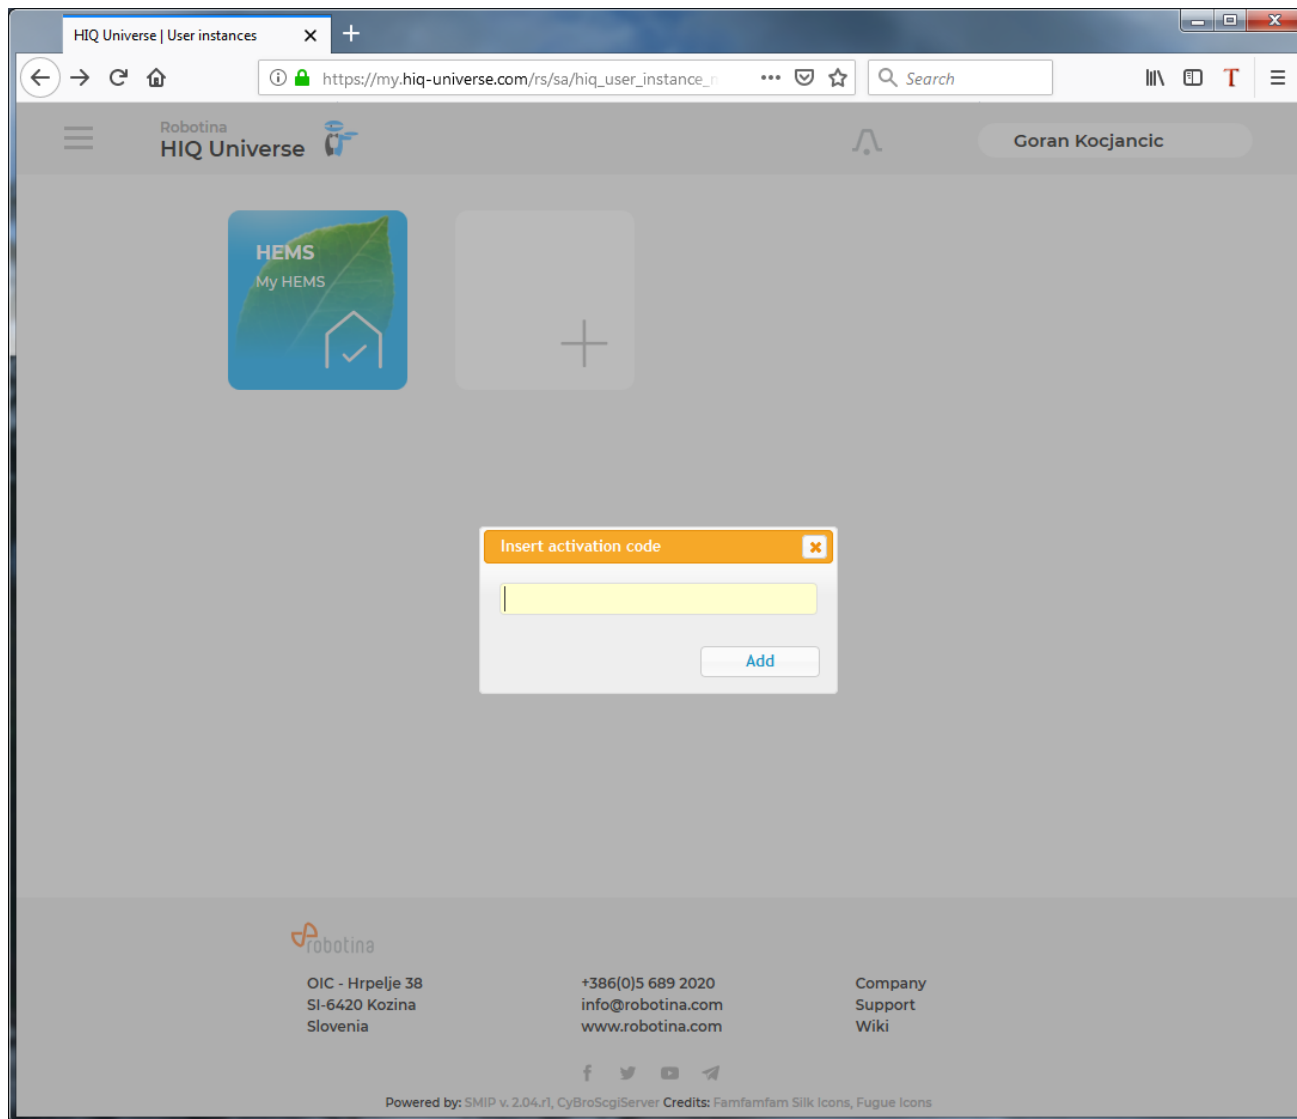 HIQ Universe | User instances
https://my.hiq-universe.com/rs/sa/hiq_user_instance_
Search
T
Robotina
HIQ Universe
Goran Kocjancic
HEMS
My HEMS
Insert activation code
Add
robotina
OIC - Hrpelje 38
SI-6420 Kozina
Slovenia
+386(0)5 689 2020
info@robotina.com
www.robotina.com
Company
Support
Wiki
Powered by: SMIP v. 2.04.r1, CyBroScgiServer Credits: Famfamfam Silk Icons, Fugue Icons